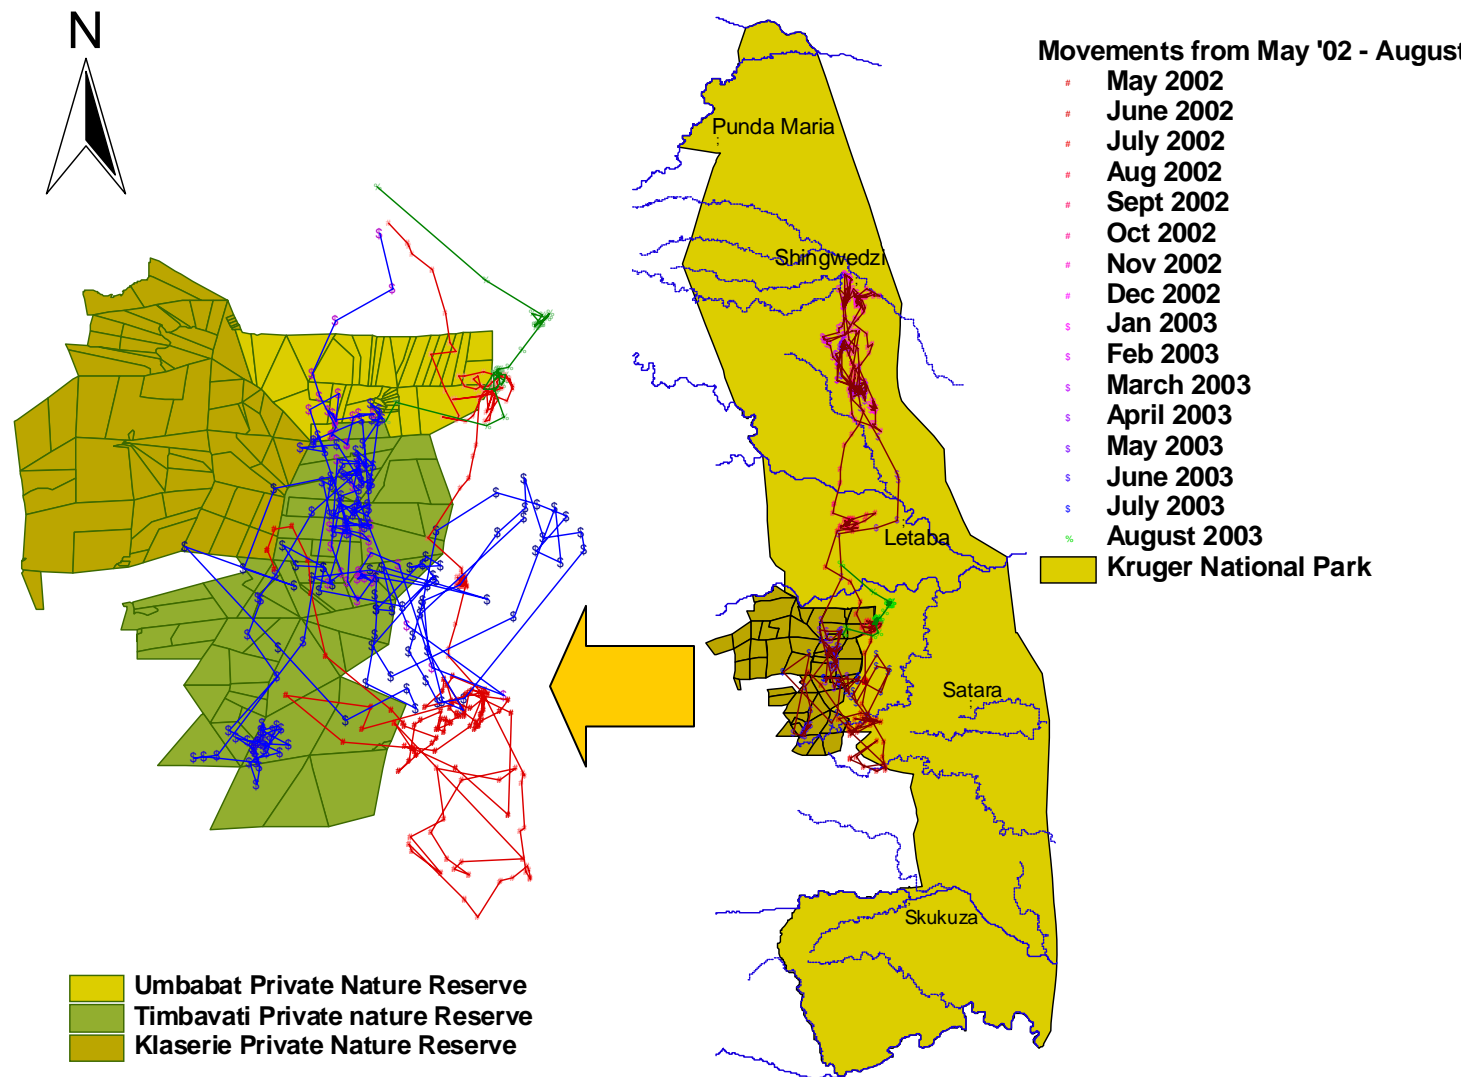 N
Movements from May '02 - August
May 2002
June 2002
July 2002
Aug 2002
Sept 2002
Oct 2002
Nov 2002
Dec 2002
Jan 2003
Feb 2003
March 2003
April 2003
May 2003
June 2003
July 2003
August 2003
Kruger National Park
Punda Maria
Shingwedzi
Letaba
Satara
Skukuza
Umbabat Private Nature Reserve
Timbavati Private nature Reserve
Klaserie Private Nature Reserve